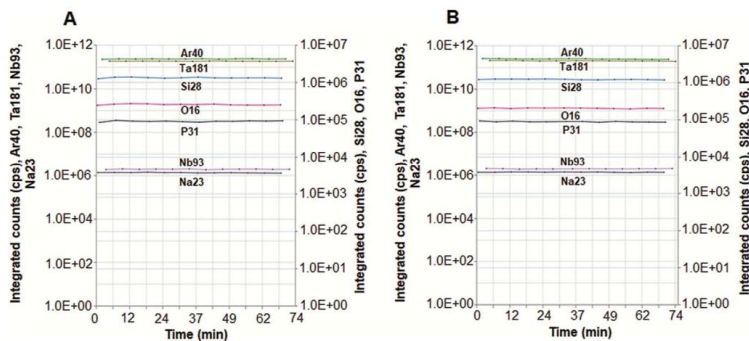 A
Integrated counts (cps), Ar40, Ta181, Nb93,
Na23
1.0E+12
1.0E+10
1.0E+08
1.0E+06
1.0E+04
1.0E+02
1.0E+00
Ar40
Ta181
Si28
O16
P31
Nb93
Na23
1.0E+07
1.0E+06
1.0E+05
1.0E+04
1.0E+03
1.0E+02
1.0E+01
1.0E+00
Integrated counts (cps), Si28, O16, P31
0 12 24 37 49 62 74
Time (min)
B
Integrated counts (cps), Ar40, Ta181, Nb93,
Na23
1.0E+12
1.0E+10
1.0E+08
1.0E+06
1.0E+04
1.0E+02
1.0E+00
Ar40
Ta181
Si28
O16
P31
Nb93
Na23
1.0E+07
1.0E+06
1.0E+05
1.0E+04
1.0E+03
1.0E+02
1.0E+01
1.0E+00
Integrated counts (cps), Si28, O16, P31
0 12 24 37 49 62 74
Time (min)